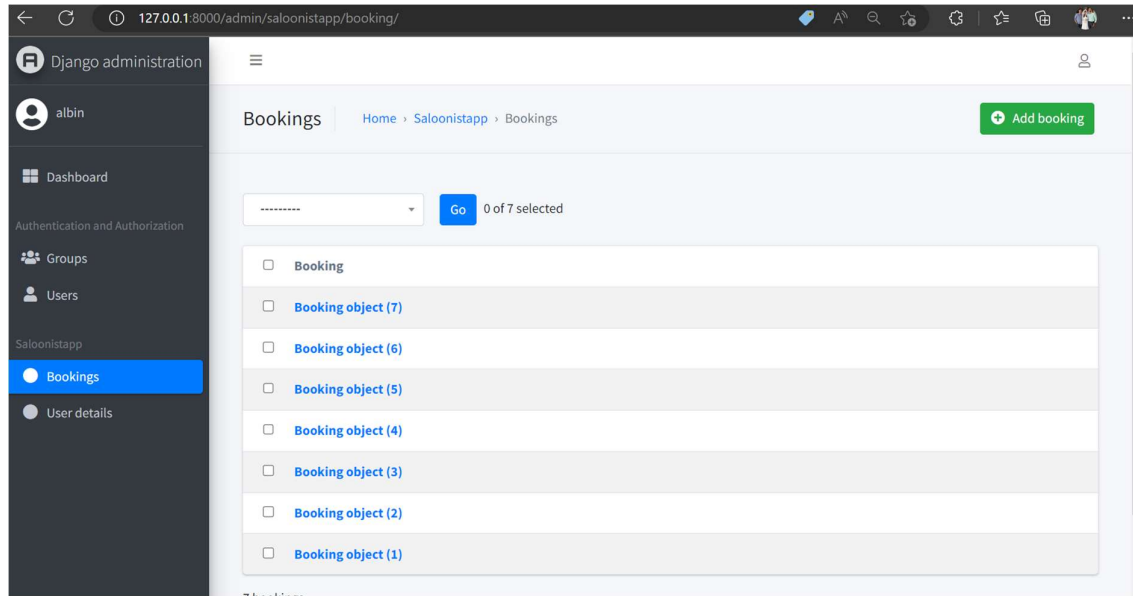 127.0.0.1:8000/admin/saloonistapp/booking/
Django administration
albin
Dashboard
Authentication and Authorization
Groups
Users
Saloonistapp
Bookings
User details
Bookings
Home › Saloonistapp › Bookings
Add booking
---------
Go 0 of 7 selected
Booking
Booking object (7)
Booking object (6)
Booking object (5)
Booking object (4)
Booking object (3)
Booking object (2)
Booking object (1)
7 bookings